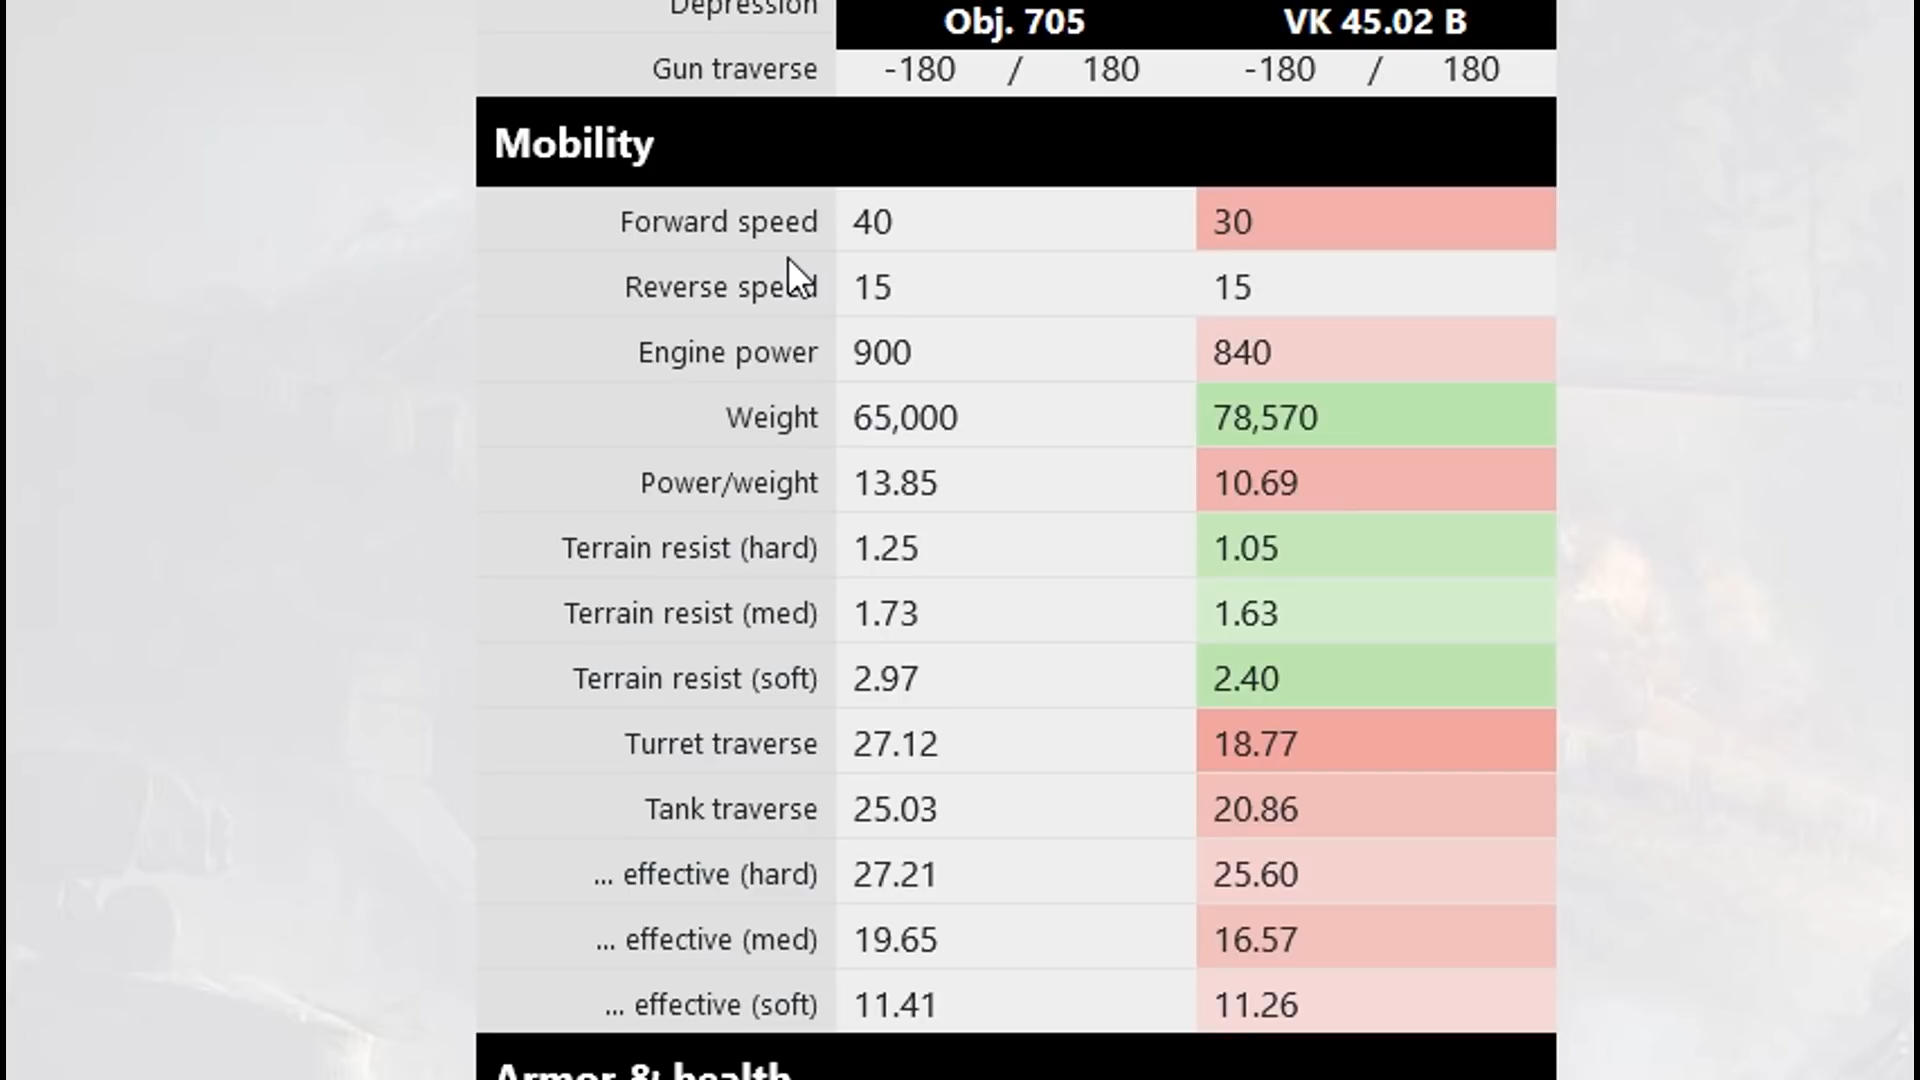 Depression
Obj. 705 VK 45.02 B
Gun traverse -180 / 180 -180 / 180
Mobility
Forward speed 40 30
Reverse speed 15 15
Engine power 900 840
Weight 65,000 78,570
Power/weight 13.85 10.69
Terrain resist (hard) 1.25 1.05
Terrain resist (med) 1.73 1.63
Terrain resist (soft) 2.97 2.40
Turret traverse 27.12 18.77
Tank traverse 25.03 20.86
... effective (hard) 27.21 25.60
... effective (med) 19.65 16.57
... effective (soft) 11.41 11.26
Armor & health